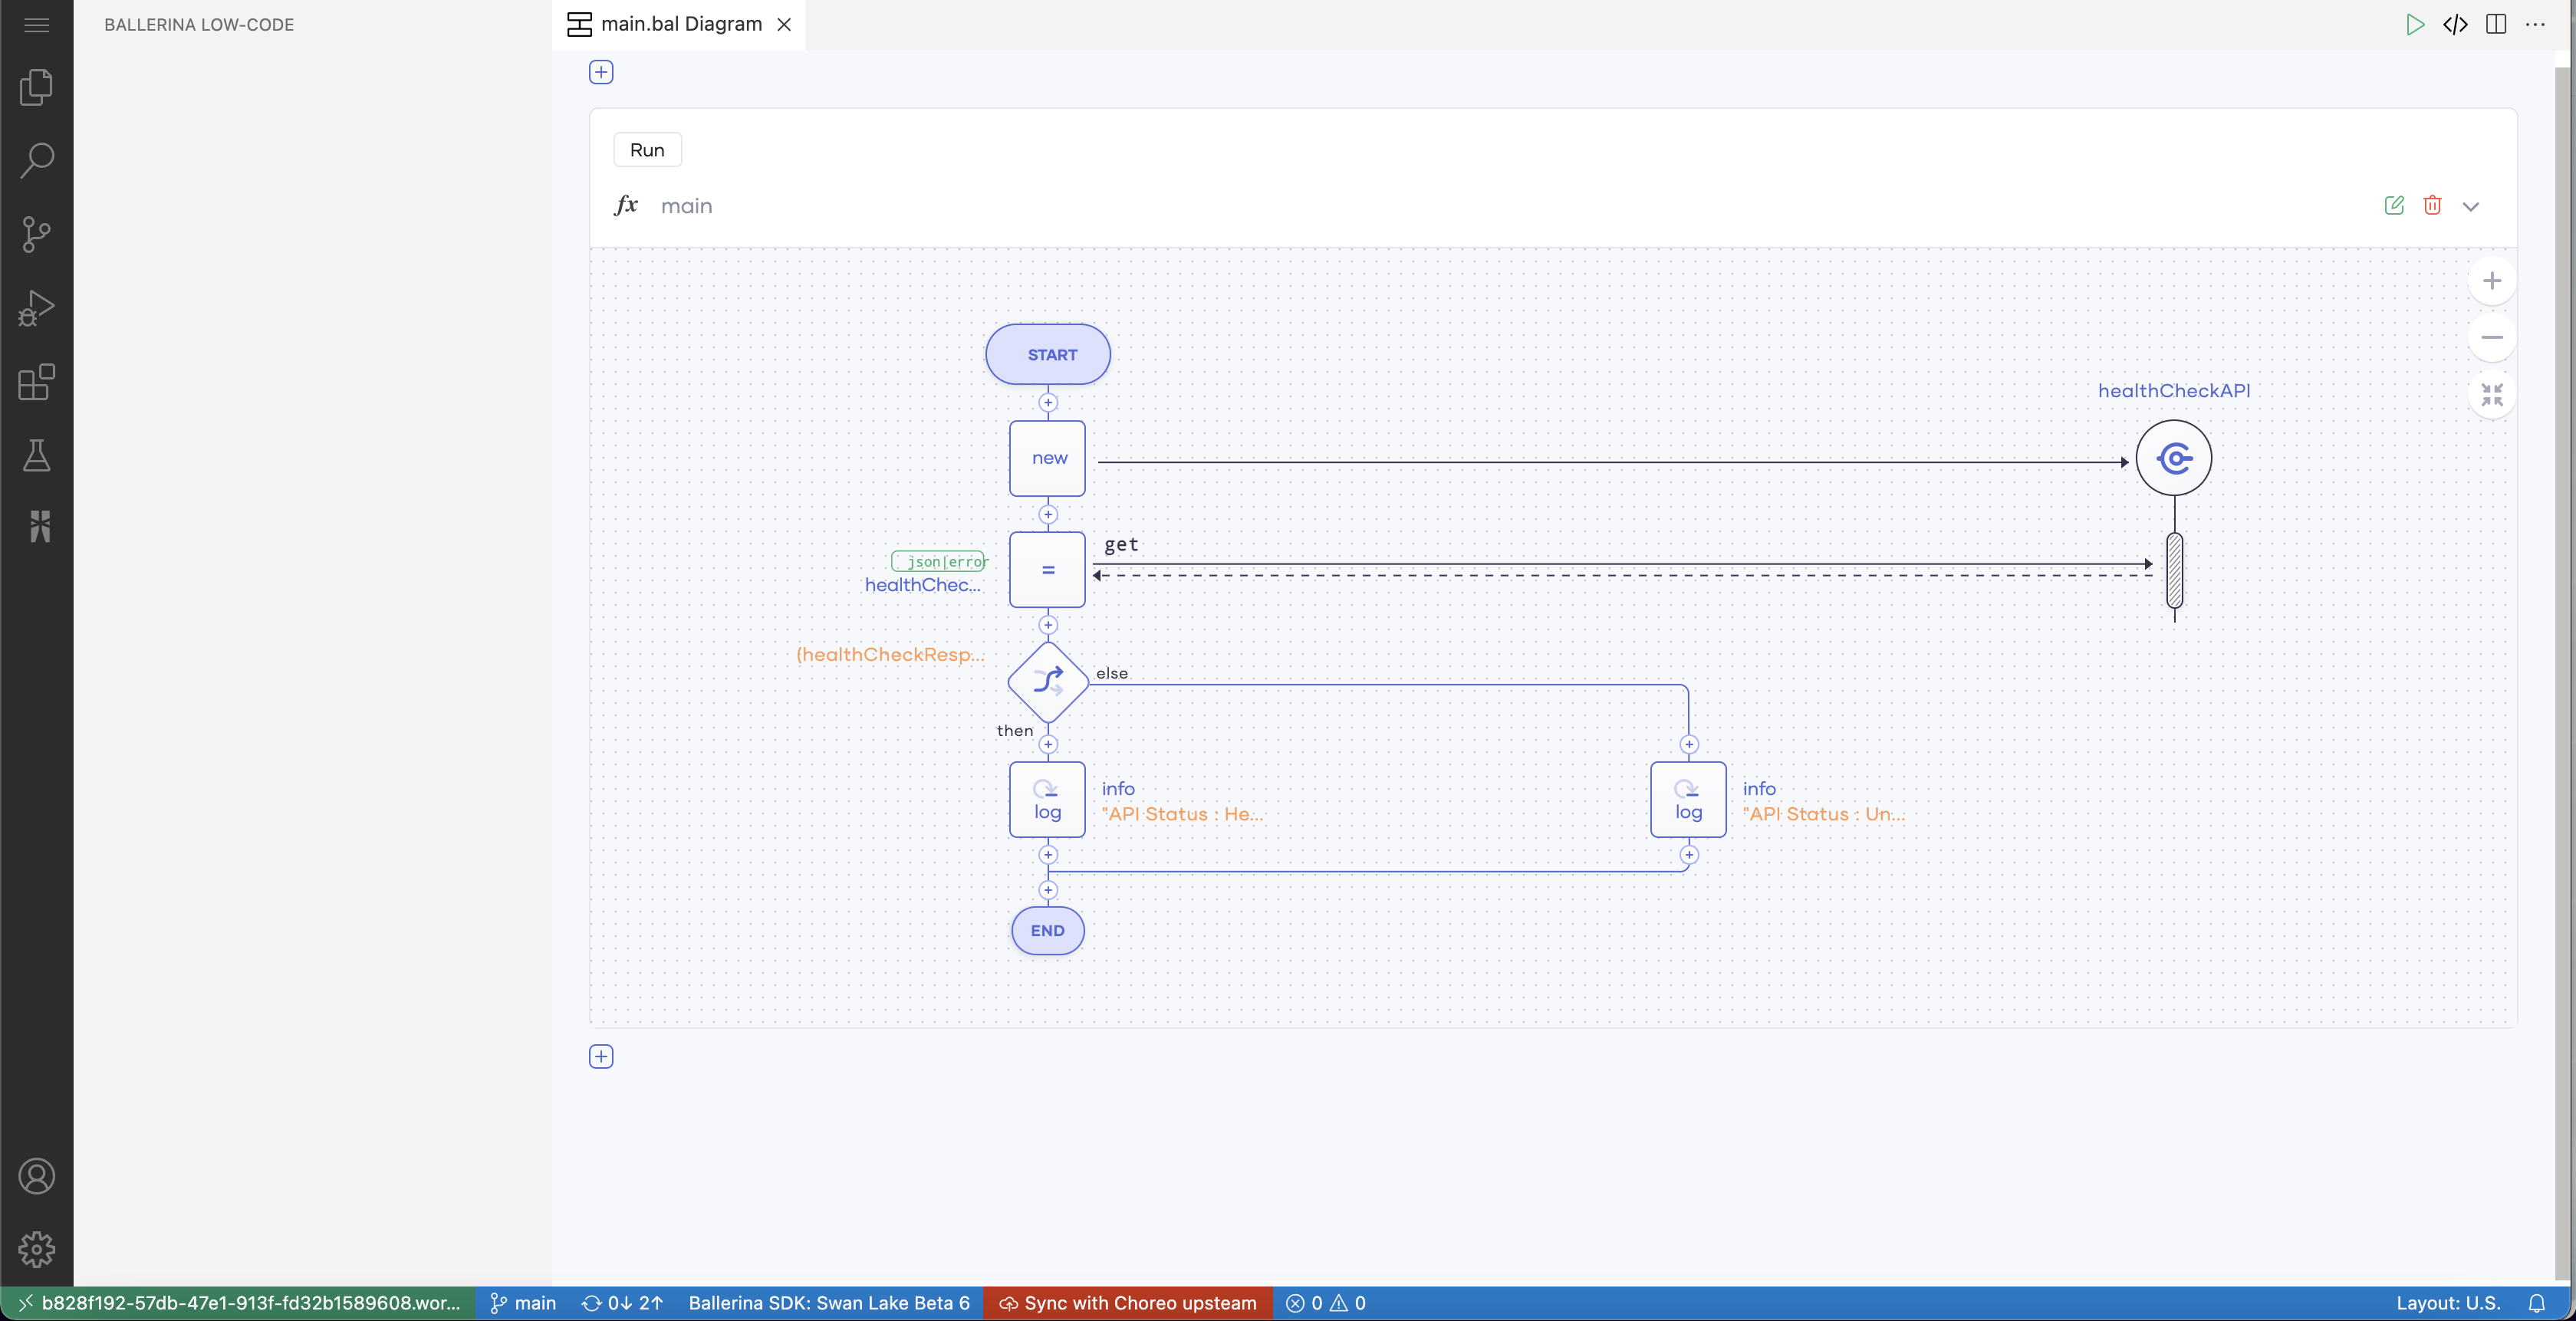 BALLERINA LOW-CODE
main.bal Diagram
Run
fx main
START
new
healthCheckAPI
get
json|error
healthChec...
=
(healthCheckResp...
else
then
log
info
"API Status : He...
log
info
"API Status : Un...
END
b828f192-57db-47e1-913f-fd32b1589608.wor... main 0↓ 2↑ Ballerina SDK: Swan Lake Beta 6 Sync with Choreo upsteam 0 0 Layout: U.S.